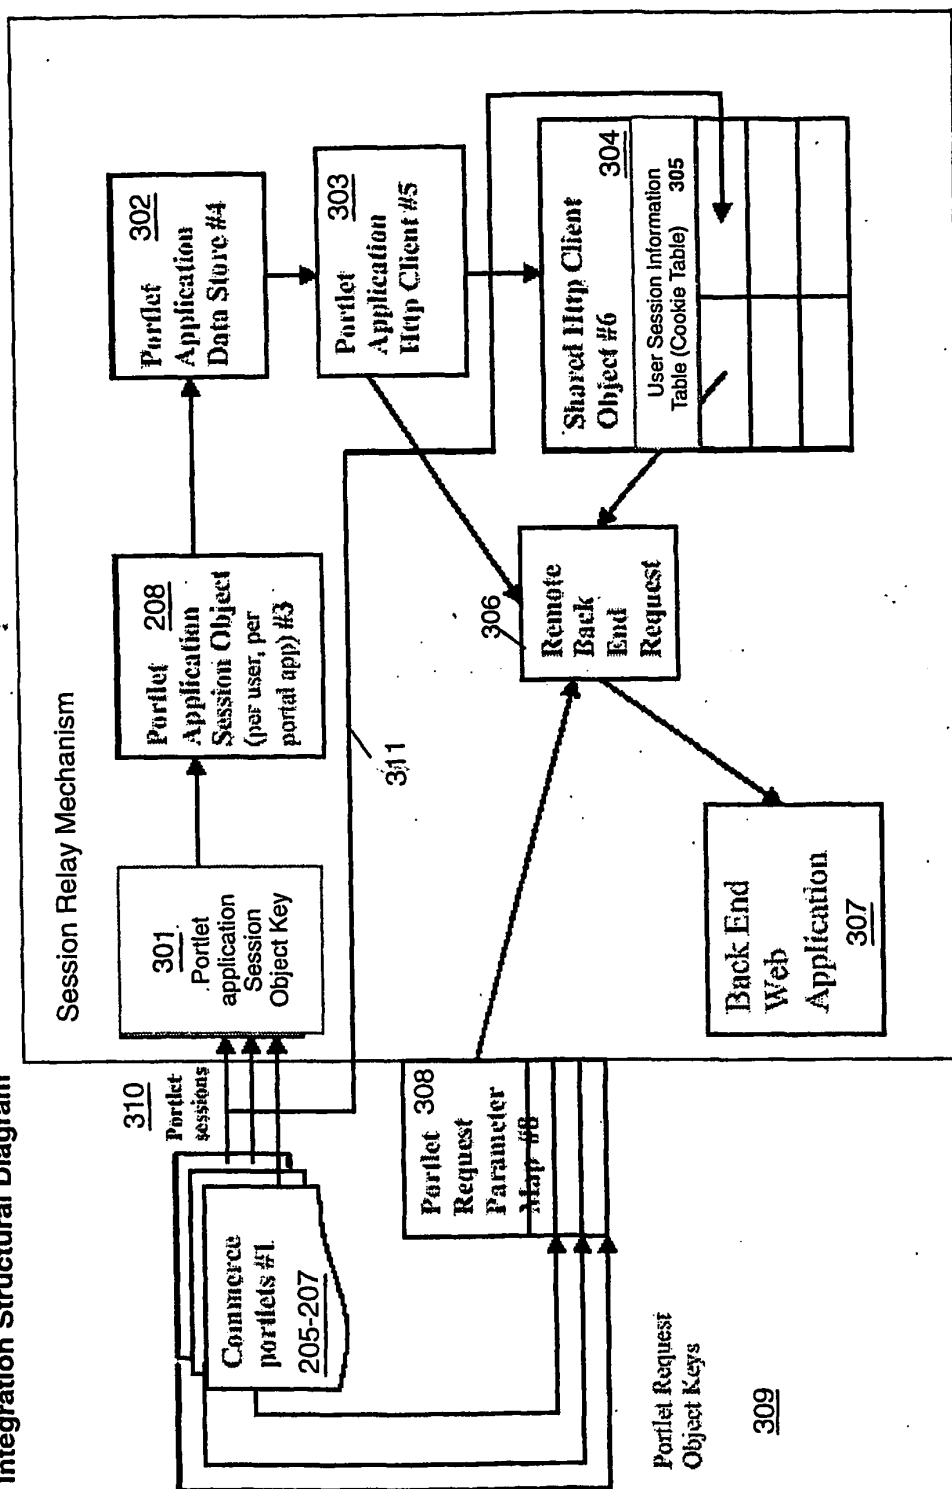 Integration Structural Diagram
Session Relay Mechanism
310
Portlet
sessions
Commerce
portlets #1
205-207
301
Portlet
application
Session
Object Key
Portlet 208
Application
Session Object
(per user, per
portal app) #3
Portlet 302
Application
Data Store #4
Portlet 303
Application
Http Client #5
311
Shared Http Client
Object #6 304
User Session Information
Table (Cookie Table) 305
306
Remote
Back
End
Request
Portlet 308
Request
Parameter
Map #8
Back End
Web
Application
307
Portlet Request
Object Keys
309